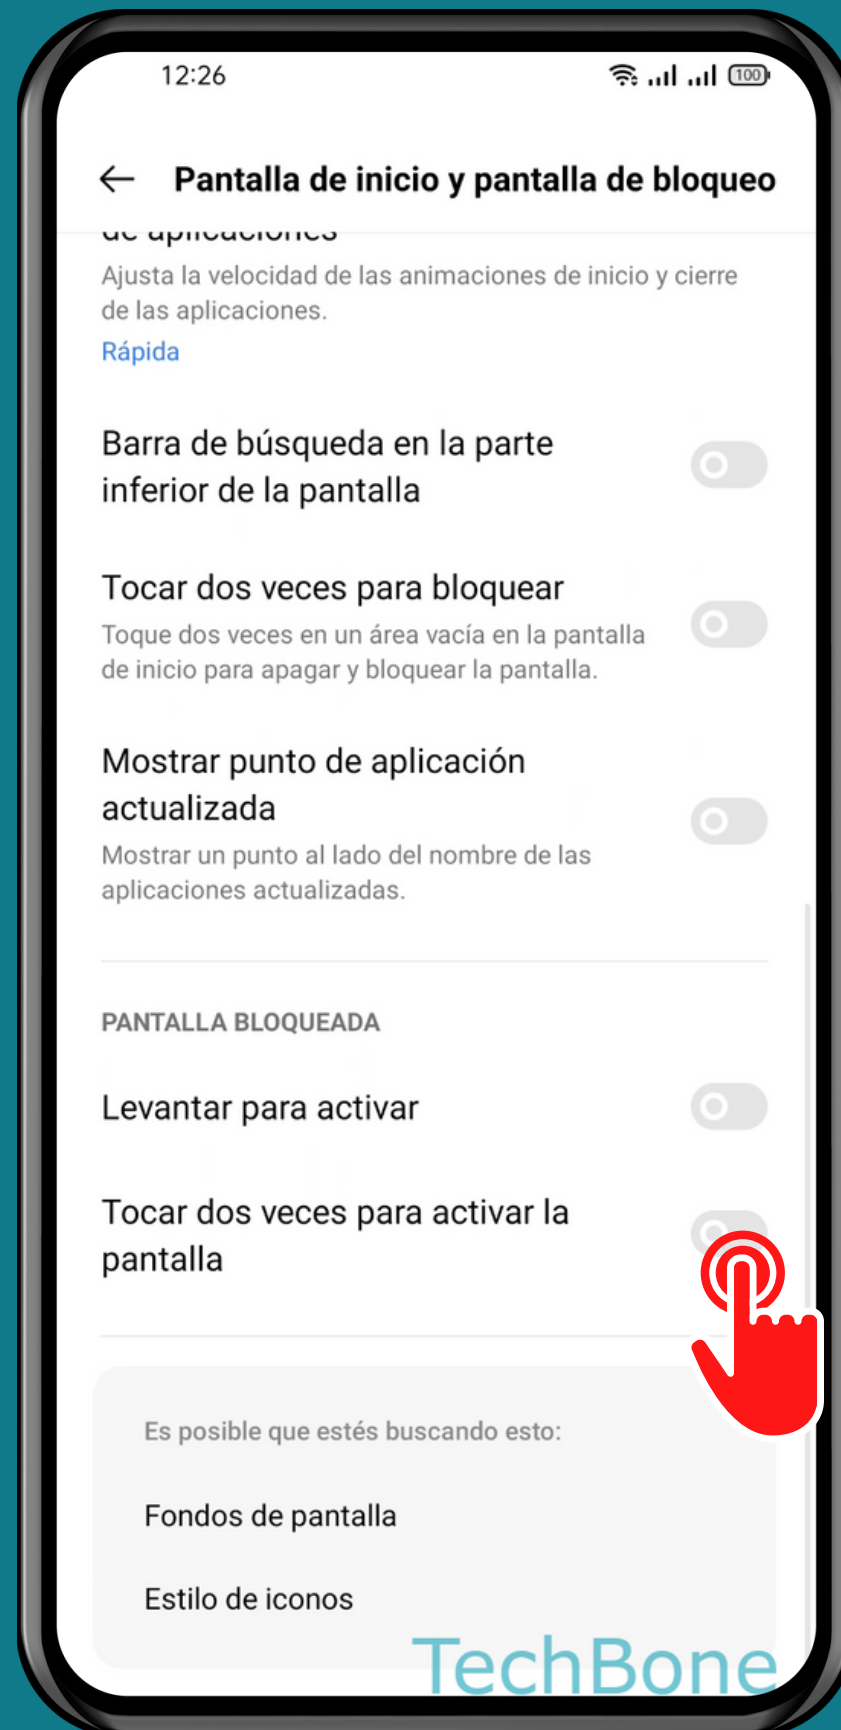 12:26
100
Pantalla de inicio y pantalla de bloqueo
de aplicaciones
Ajusta la velocidad de las animaciones de inicio y cierre
de las aplicaciones.
Rápida
Barra de búsqueda en la parte
inferior de la pantalla
Tocar dos veces para bloquear
Toque dos veces en un área vacía en la pantalla
de inicio para apagar y bloquear la pantalla.
Mostrar punto de aplicación
actualizada
Mostrar un punto al lado del nombre de las
aplicaciones actualizadas.
PANTALLA BLOQUEADA
Levantar para activar
Tocar dos veces para activar la
pantalla
Es posible que estés buscando esto:
Fondos de pantalla
Estilo de iconos
TechBone